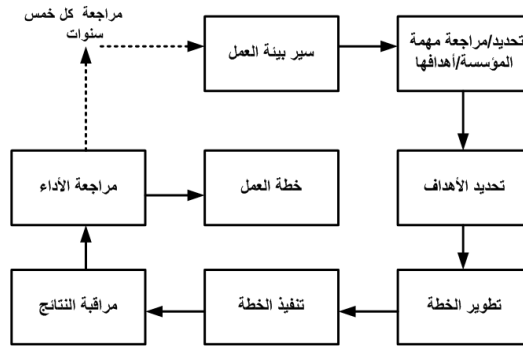 مراجعة كل خمس
سنوات
سير بيئة العمل
تحديد/مراجعة مهمة
المؤسسة/أهدافها
مراجعة الأداء
خطة العمل
تحديد الأهداف
مراقبة النتائج
تنفيذ الخطة
تطوير الخطة